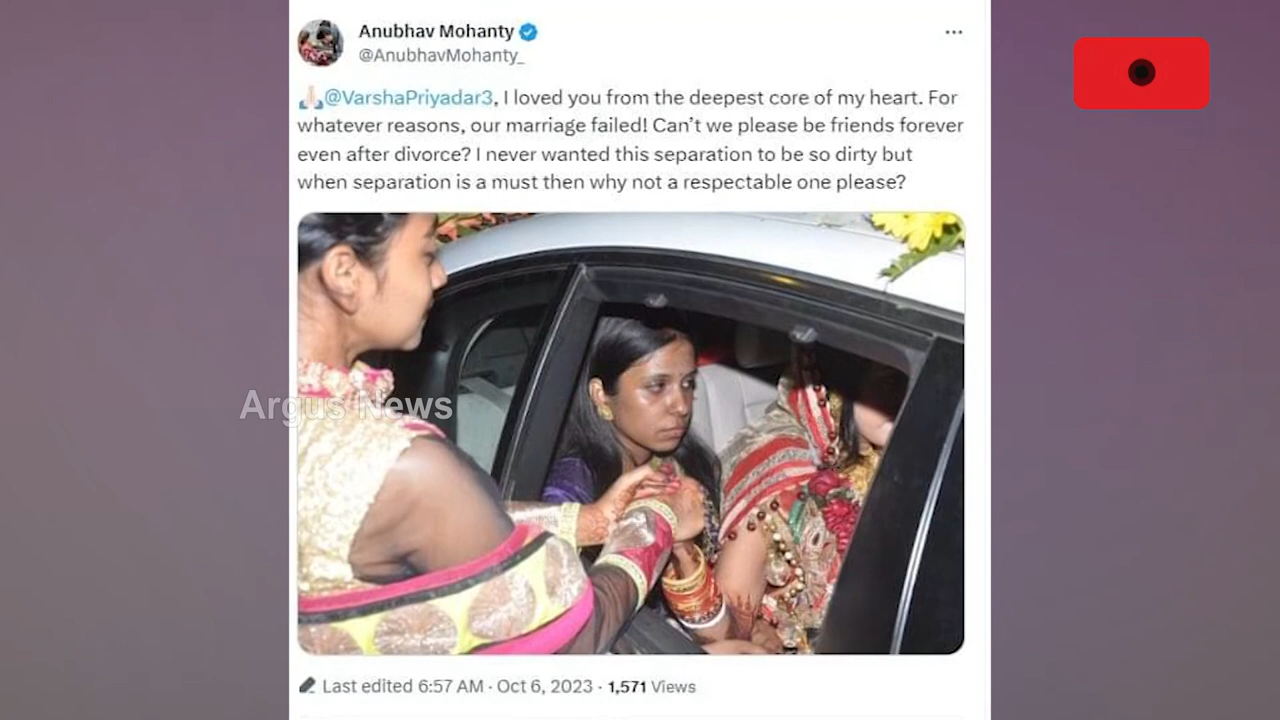 Anubhav Mohanty
@AnubhavMohanty_
🙏🏻@VarshaPriyadar3, I loved you from the deepest core of my heart. For
whatever reasons, our marriage failed! Can’t we please be friends forever
even after divorce? I never wanted this separation to be so dirty but
when separation is a must then why not a respectable one please?
Argus News
Last edited 6:57 AM · Oct 6, 2023 · 1,571 Views